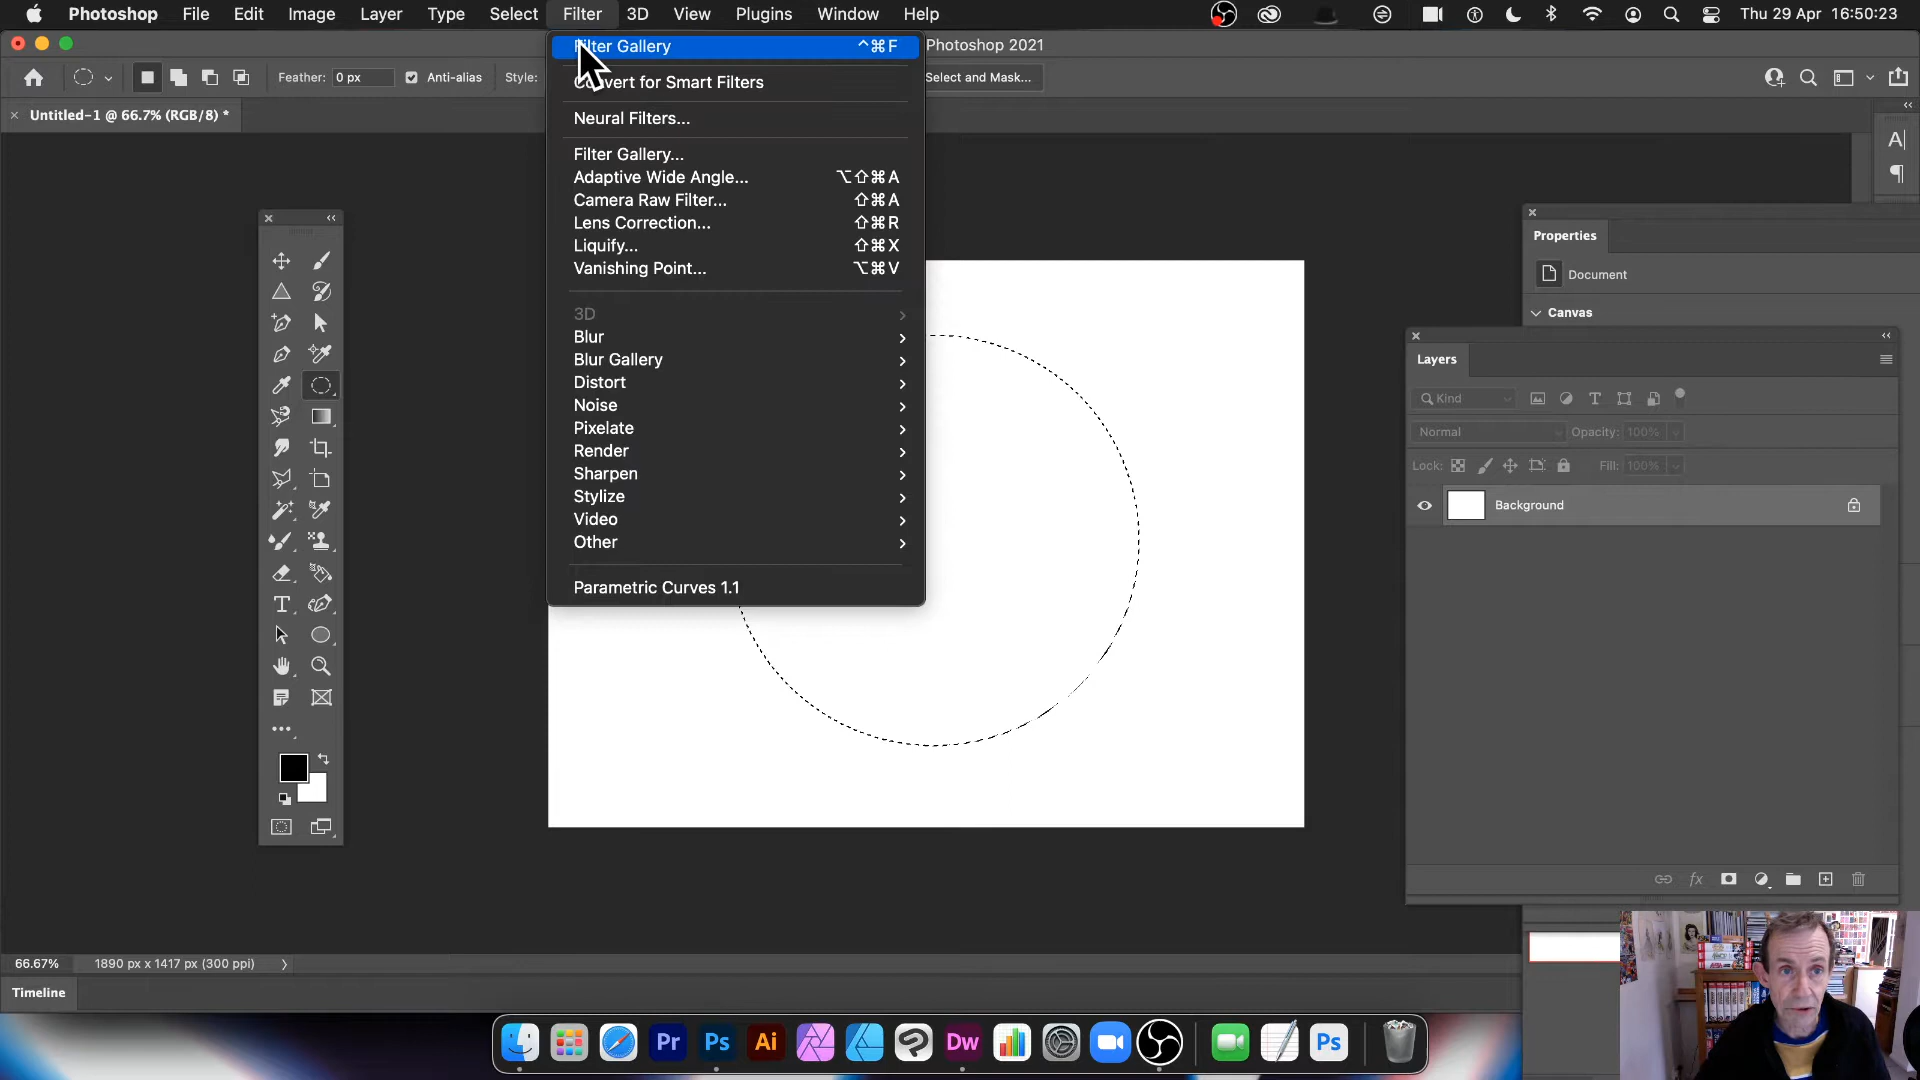 Photoshop File Edit Image Layer Type Select Filter 3D View Plugins Window Help Thu 29 Apr 16:50:23
Photoshop 2021
Feather: 0 px Anti-alias Style: Select and Mask...
Untitled-1 @ 66.7% (RGB/8) *
Filter Gallery ^⌘F
Convert for Smart Filters
Neural Filters...
Filter Gallery...
Adaptive Wide Angle... ⌥⇧⌘A
Camera Raw Filter... ⇧⌘A
Lens Correction... ⇧⌘R
Liquify... ⇧⌘X
Vanishing Point... ⌥⌘V
3D
Blur
Blur Gallery
Distort
Noise
Pixelate
Render
Sharpen
Stylize
Video
Other
Parametric Curves 1.1
Properties
Document
Canvas
Layers
Kind
Normal Opacity: 100%
Lock: Fill: 100%
Background
fx
66.67% 1890 px x 1417 px (300 ppi)
Timeline
Pr Ps Ai Dw Ps